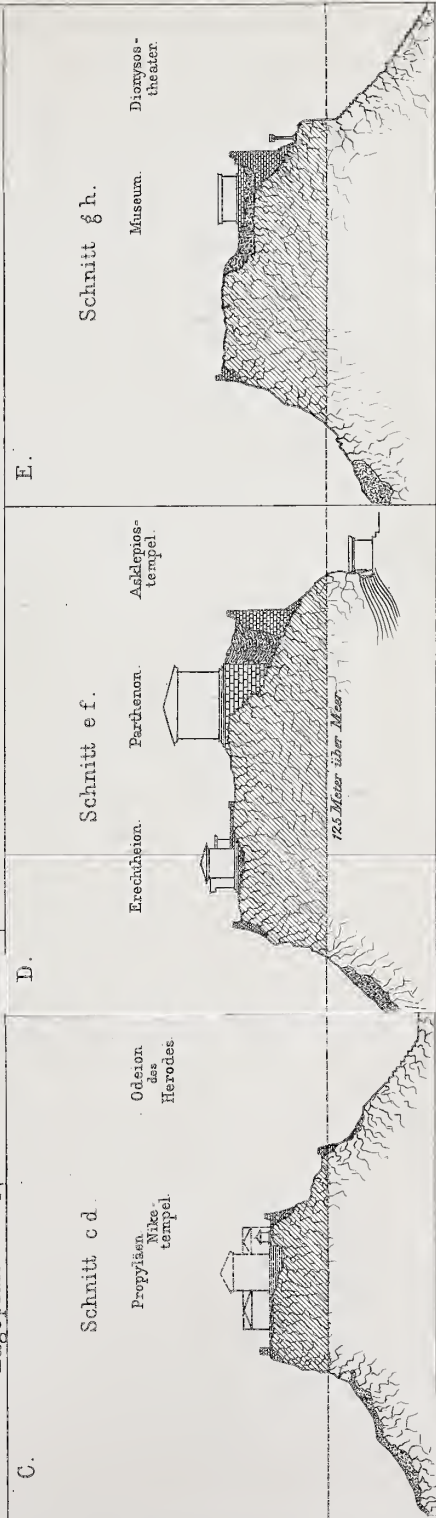 C.
Schnitt c d.
Propyläen
Nike-
tempel.
Odeion
des
Herodes.
D.
Schnitt e f.
Erechtheion.
Parthenon.
Asklepios-
tempel.
125 Meter über Meer
E.
Schnitt g h.
Museum.
Dionysos-
theater.